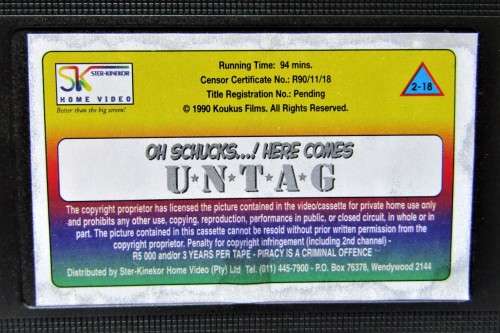 SK
STER-KINEKOR
HOME VIDEO
Better than the big screen!
Running Time: 94 mins.
Censor Certificate No.: R90/11/18
Title Registration No.: Pending
© 1990 Koukus Films. All Rights Reserved.
2-18
OH SCHUCKS...! HERE COMES
U★N★T★A★G
The copyright proprietor has licensed the picture contained in the video/cassette for private home use only
and prohibits any other use, copying, reproduction, performance in public, or closed circuit, in whole or in
part. The picture contained in this cassette cannot be resold without prior written permission from the
copyright proprietor. Penalty for copyright infringement (including 2nd channel) -
R5 000 and/or 3 YEARS PER TAPE - PIRACY IS A CRIMINAL OFFENCE
Distributed by Ster-Kinekor Home Video (Pty) Ltd Tel. (011) 445-7900 - P.O. Box 76378, Wendywood 2144